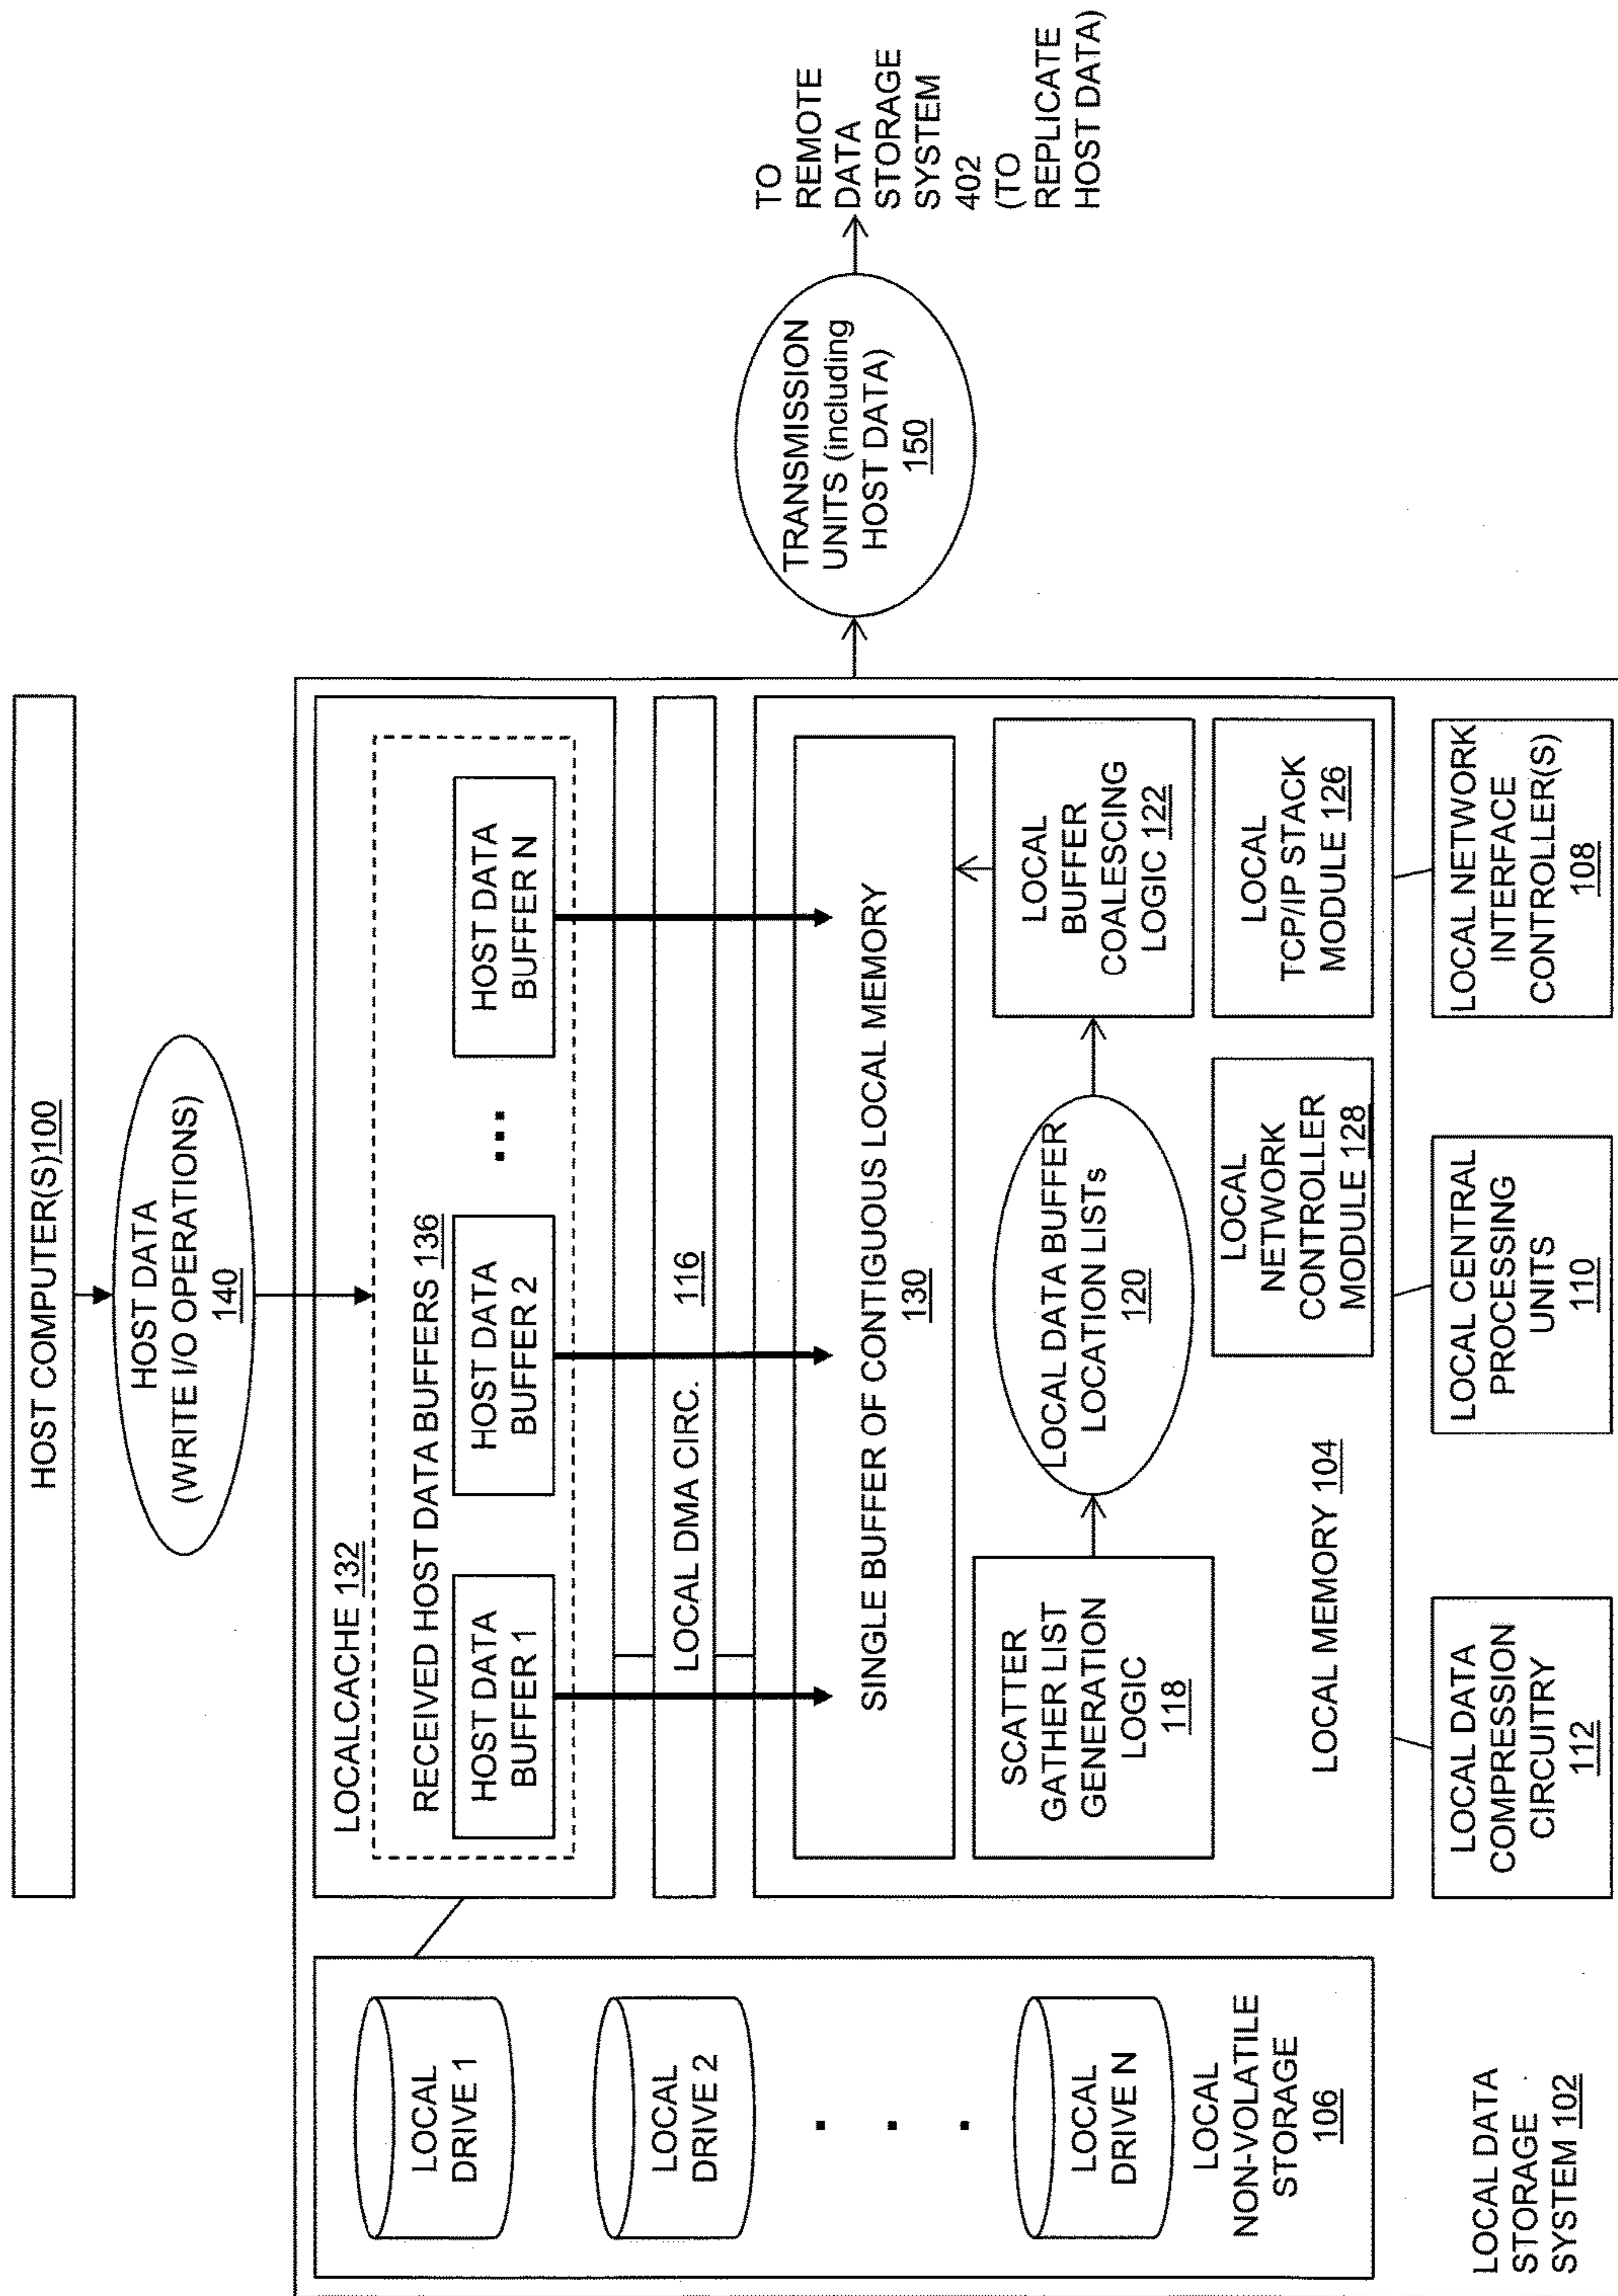 HOST COMPUTER(S)100
HOST DATA
(WRITE I/O OPERATIONS)
140
LOCALCACHE 132
RECEIVED HOST DATA BUFFERS 136
HOST DATA
BUFFER 1
HOST DATA
BUFFER 2
...
HOST DATA
BUFFER N
LOCAL DMA CIRC. 116
SINGLE BUFFER OF CONTIGUOUS LOCAL MEMORY
130
SCATTER
GATHER LIST
GENERATION
LOGIC
118
LOCAL DATA BUFFER
LOCATION LISTs
120
LOCAL
BUFFER
COALESCING
LOGIC 122
LOCAL
NETWORK
CONTROLLER
MODULE 128
LOCAL
TCP/IP STACK
MODULE 126
LOCAL MEMORY 104
LOCAL DATA
COMPRESSION
CIRCUITRY
112
LOCAL CENTRAL
PROCESSING
UNITS
110
LOCAL NETWORK
INTERFACE
CONTROLLER(S)
108
LOCAL
DRIVE 1
LOCAL
DRIVE 2
. . .
LOCAL
DRIVE N
LOCAL
NON-VOLATILE
STORAGE
106
LOCAL DATA
STORAGE
SYSTEM 102
TRANSMISSION
UNITS (including
HOST DATA)
150
TO
REMOTE
DATA
STORAGE
SYSTEM
402
(TO
REPLICATE
HOST DATA)